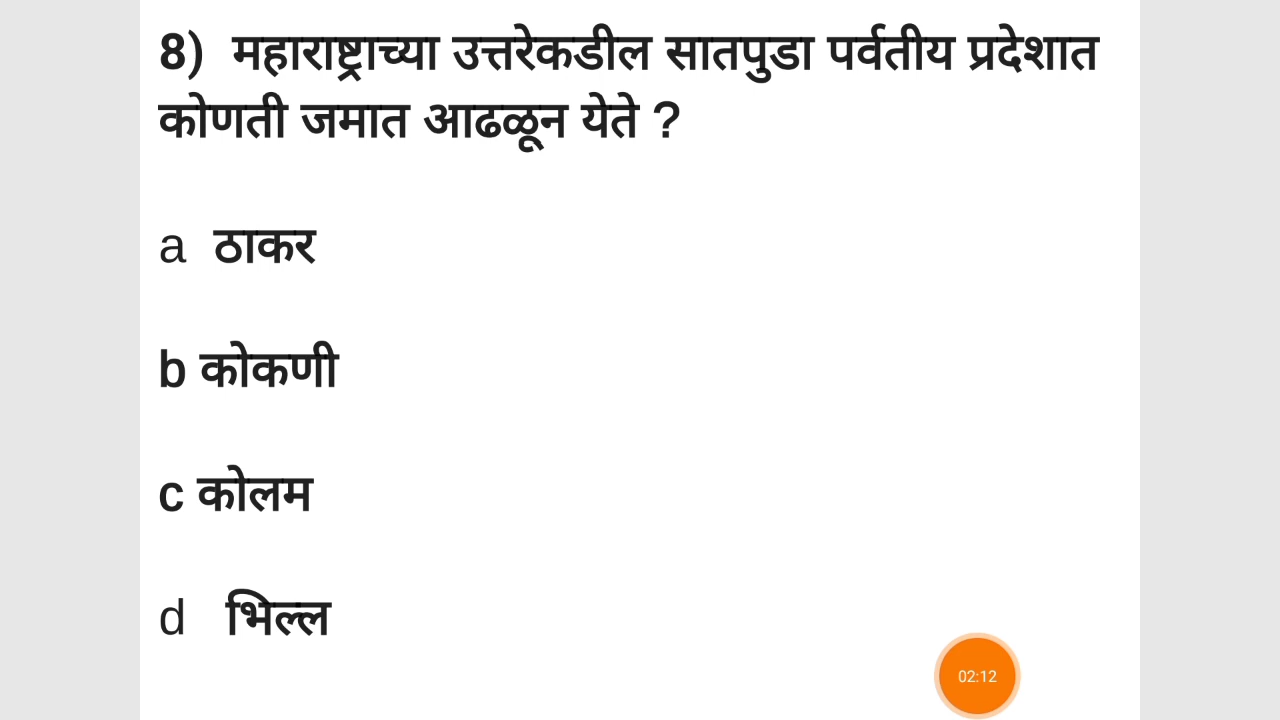 8) महाराष्ट्राच्या उत्तरेकडील सातपुडा पर्वतीय प्रदेशात
कोणती जमात आढळून येते ?
a ठाकर
b कोकणी
c कोलम
d भिल्ल
02:12